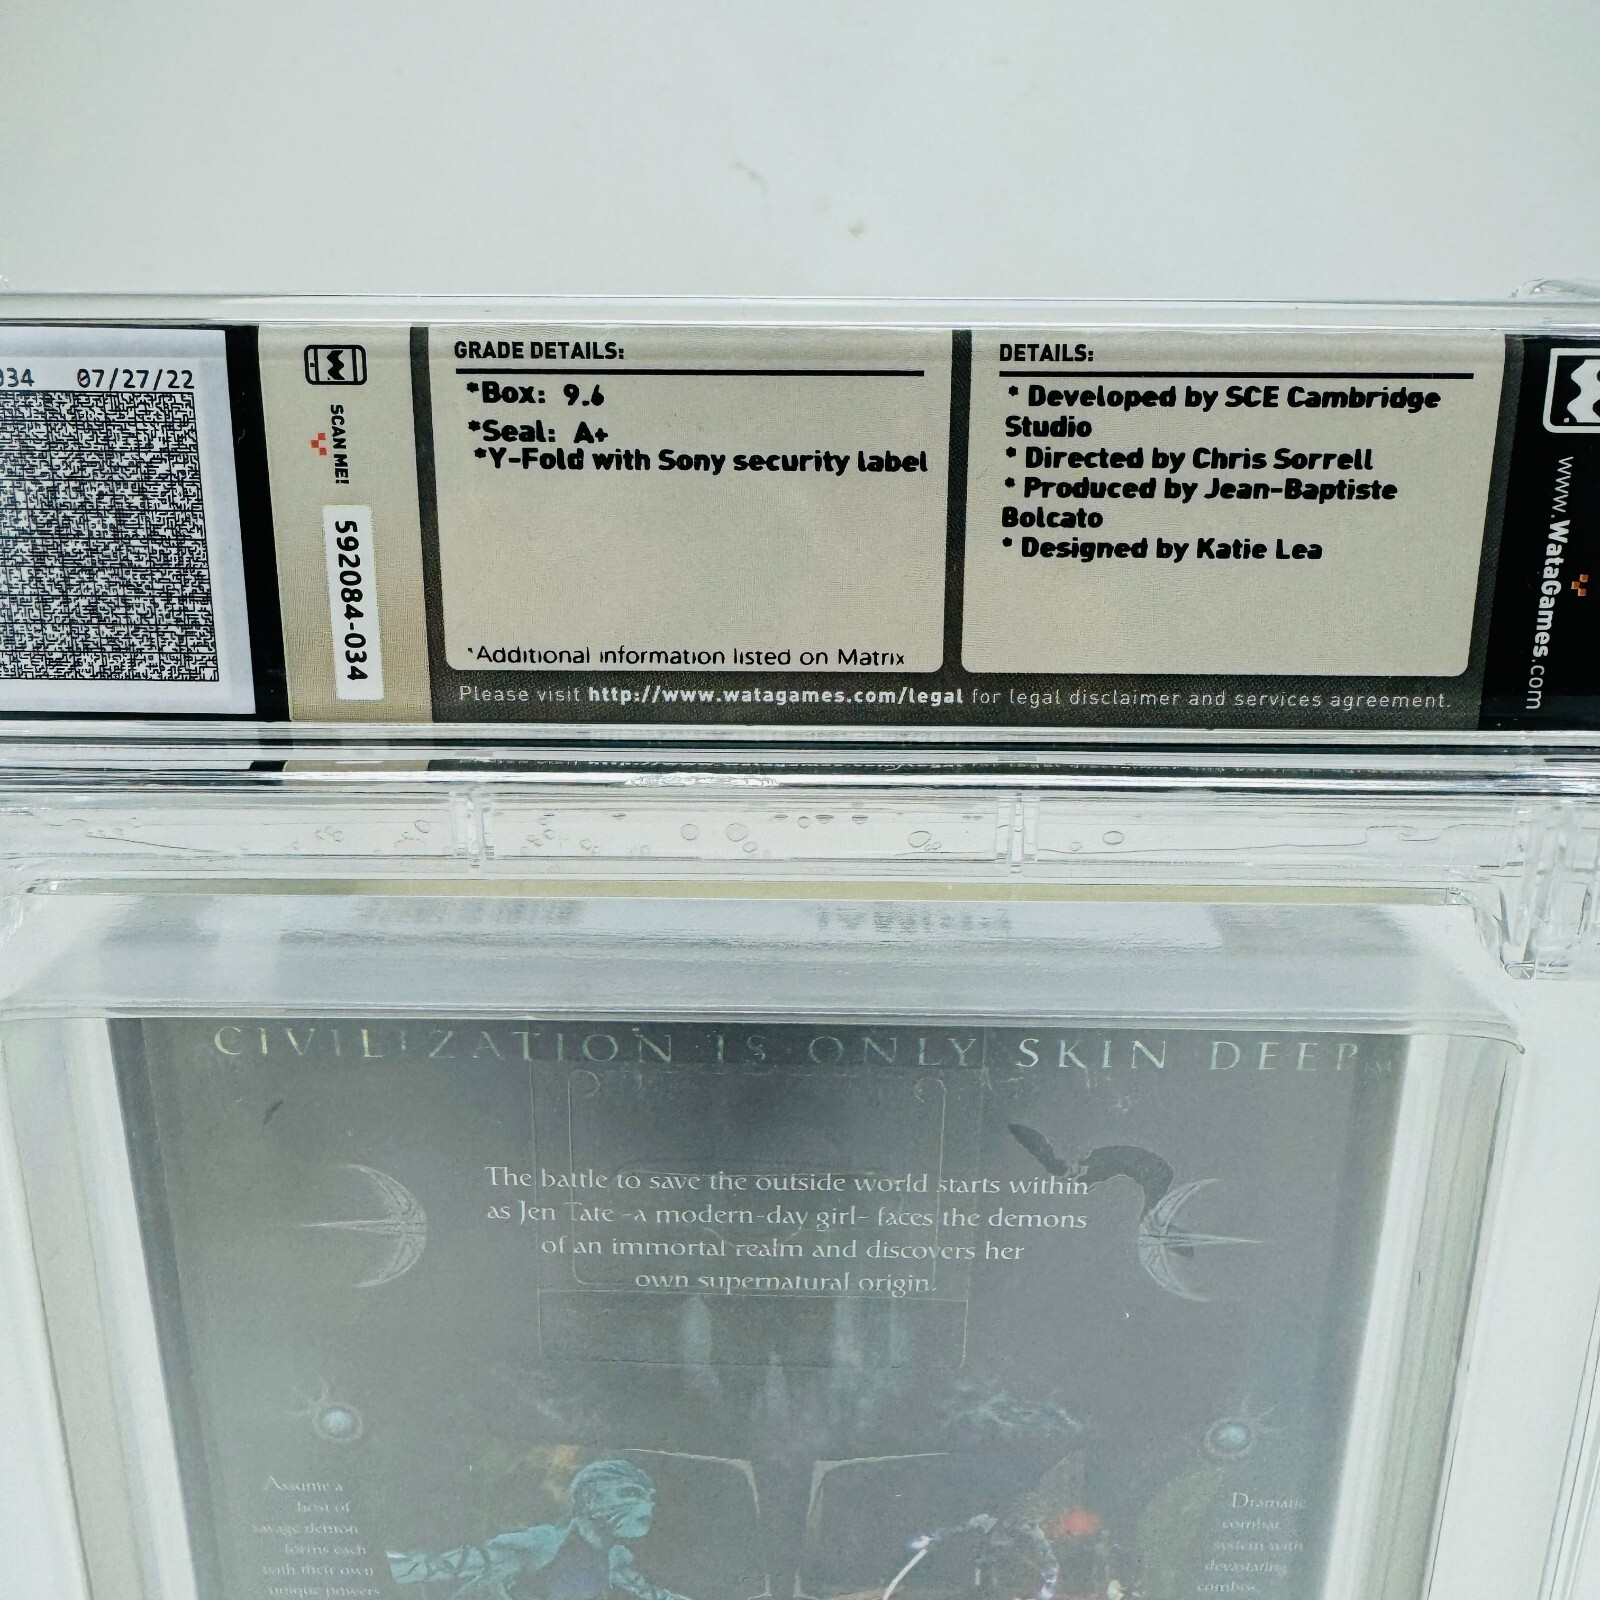 034 07/27/22
SCAN ME!
592084-034
GRADE DETAILS:
*Box: 9.6
*Seal: A+
*Y-Fold with Sony security label
*Additional information listed on Matrix
DETAILS:
* Developed by SCE Cambridge
Studio
* Directed by Chris Sorrell
* Produced by Jean-Baptiste
Bolcato
* Designed by Katie Lea
Please visit http://www.watagames.com/legal for legal disclaimer and services agreement.
www.WataGames.com
CIVILIZATION IS ONLY SKIN DEEP
The battle to save the outside world starts within
as Jen Tate -a modern-day girl- faces the demons
of an immortal realm and discovers her
own supernatural origin.
Assume a
host of
savage demon
forms each
with their own
unique powers
Dramatic
combat
system with
devastating
combos